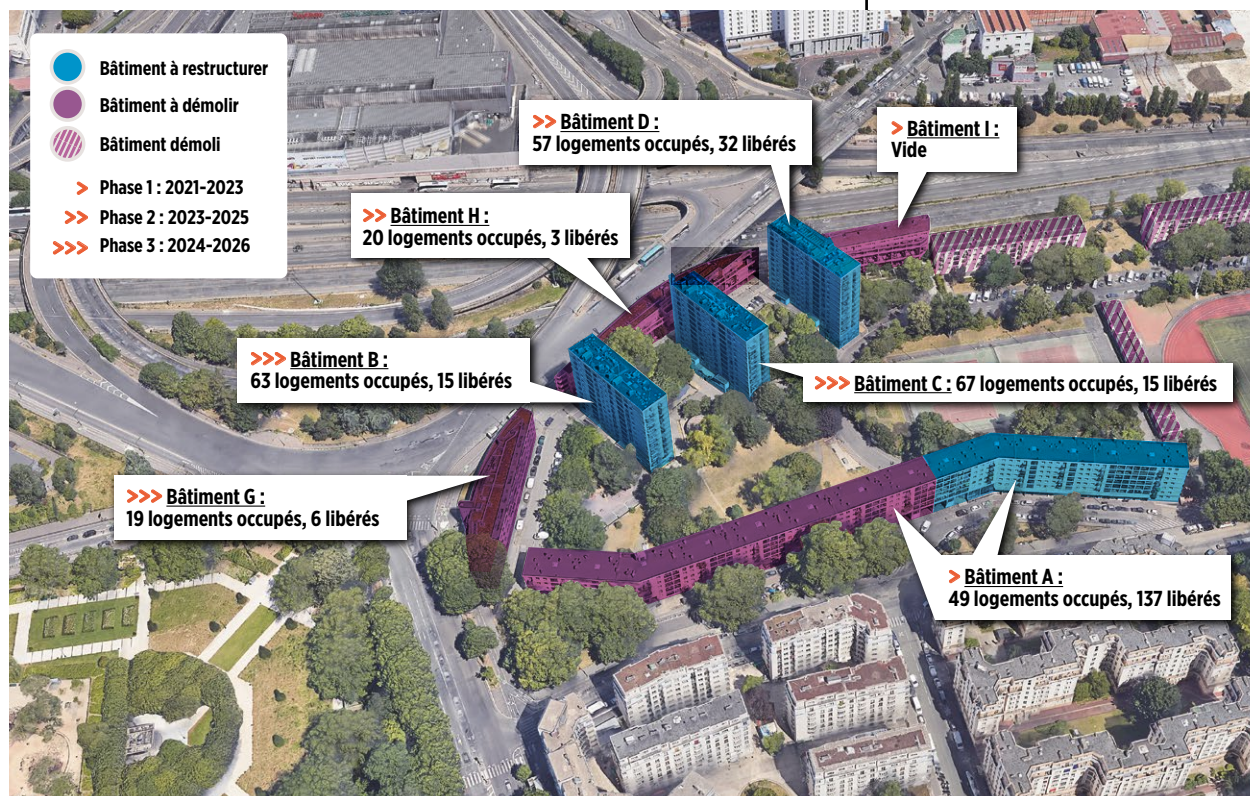 Bâtiment à restructurer
Bâtiment à démolir
Bâtiment démoli
> Phase 1 : 2021-2023
>> Phase 2 : 2023-2025
>>> Phase 3 : 2024-2026
>> Bâtiment D :
57 logements occupés, 32 libérés
> Bâtiment I :
Vide
>> Bâtiment H :
20 logements occupés, 3 libérés
>>> Bâtiment B :
63 logements occupés, 15 libérés
>>> Bâtiment C : 67 logements occupés, 15 libérés
>>> Bâtiment G :
19 logements occupés, 6 libérés
> Bâtiment A :
49 logements occupés, 137 libérés